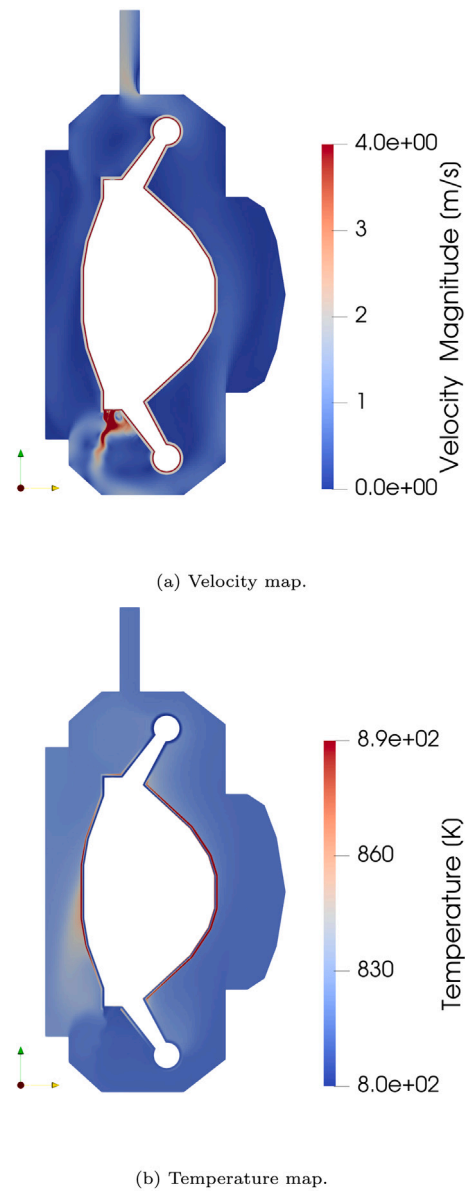 4.0e+00
3
2
1
0.0e+00
Velocity Magnitude (m/s)
(a) Velocity map.
8.9e+02
860
830
8.0e+02
Temperature (K)
(b) Temperature map.